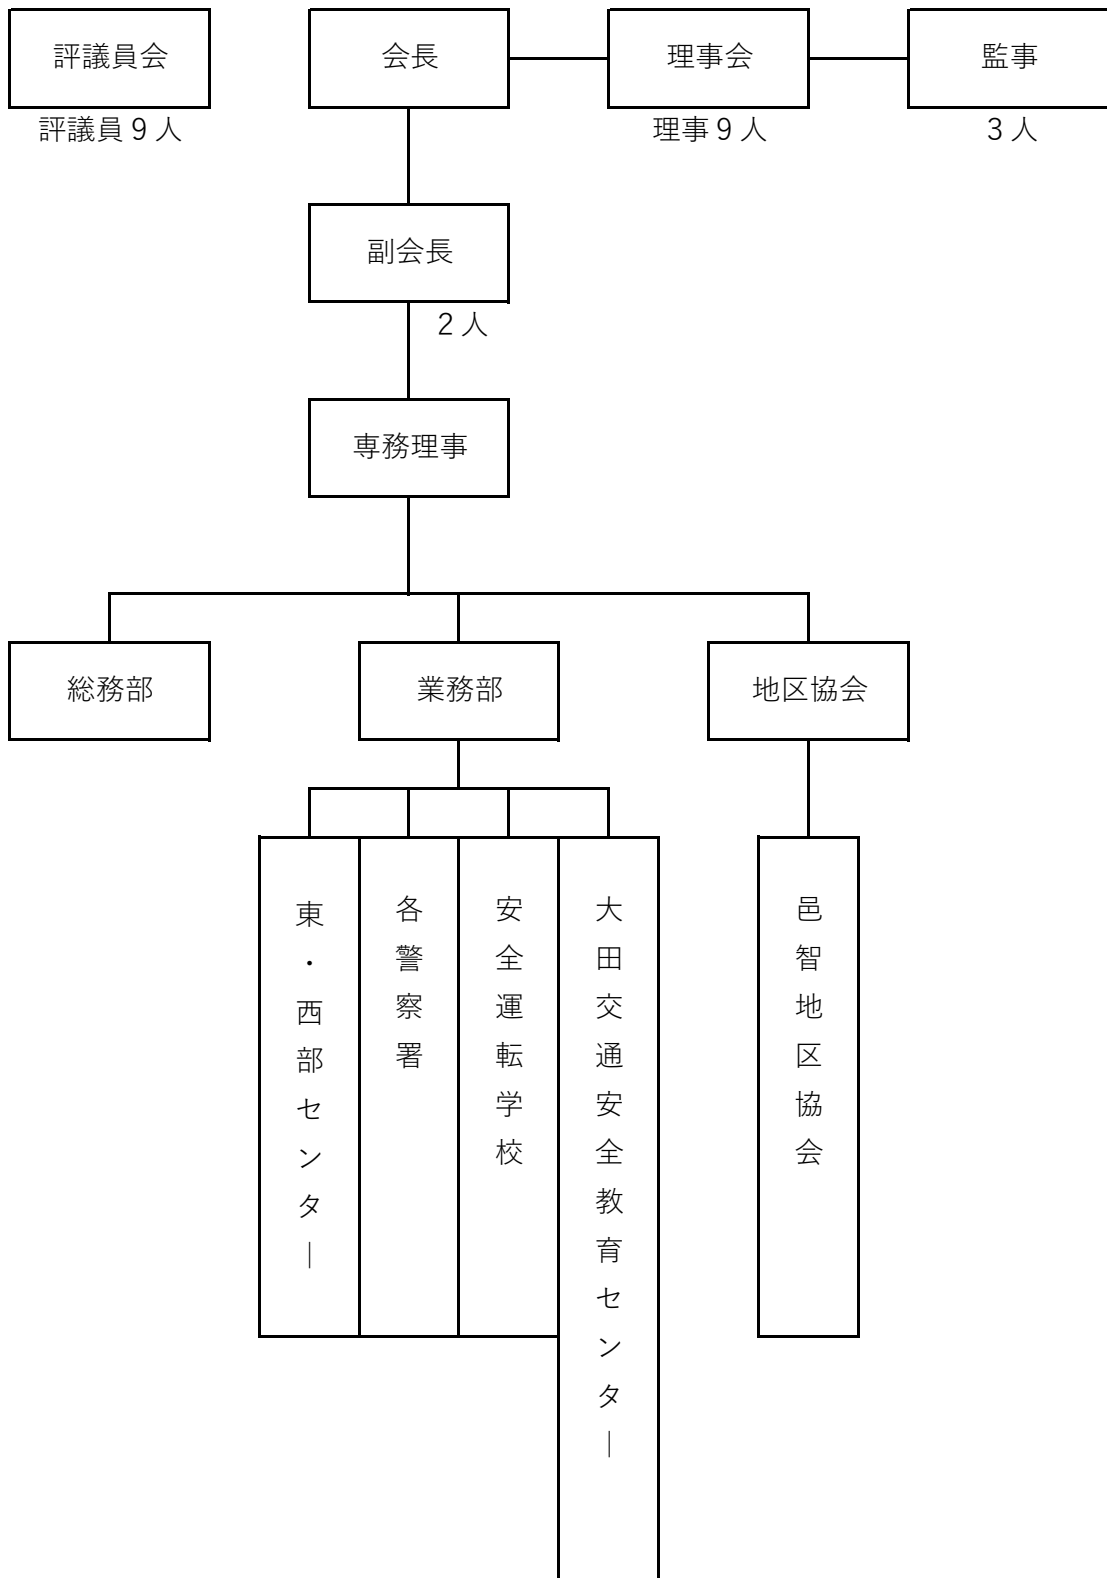 評議員会
会長
理事会
監事
評議員９人
理事９人
３人
副会長
２人
専務理事
総務部
業務部
地区協会
東・西部センター
各警察署
安全運転学校
大田交通安全教育センター
邑智地区協会